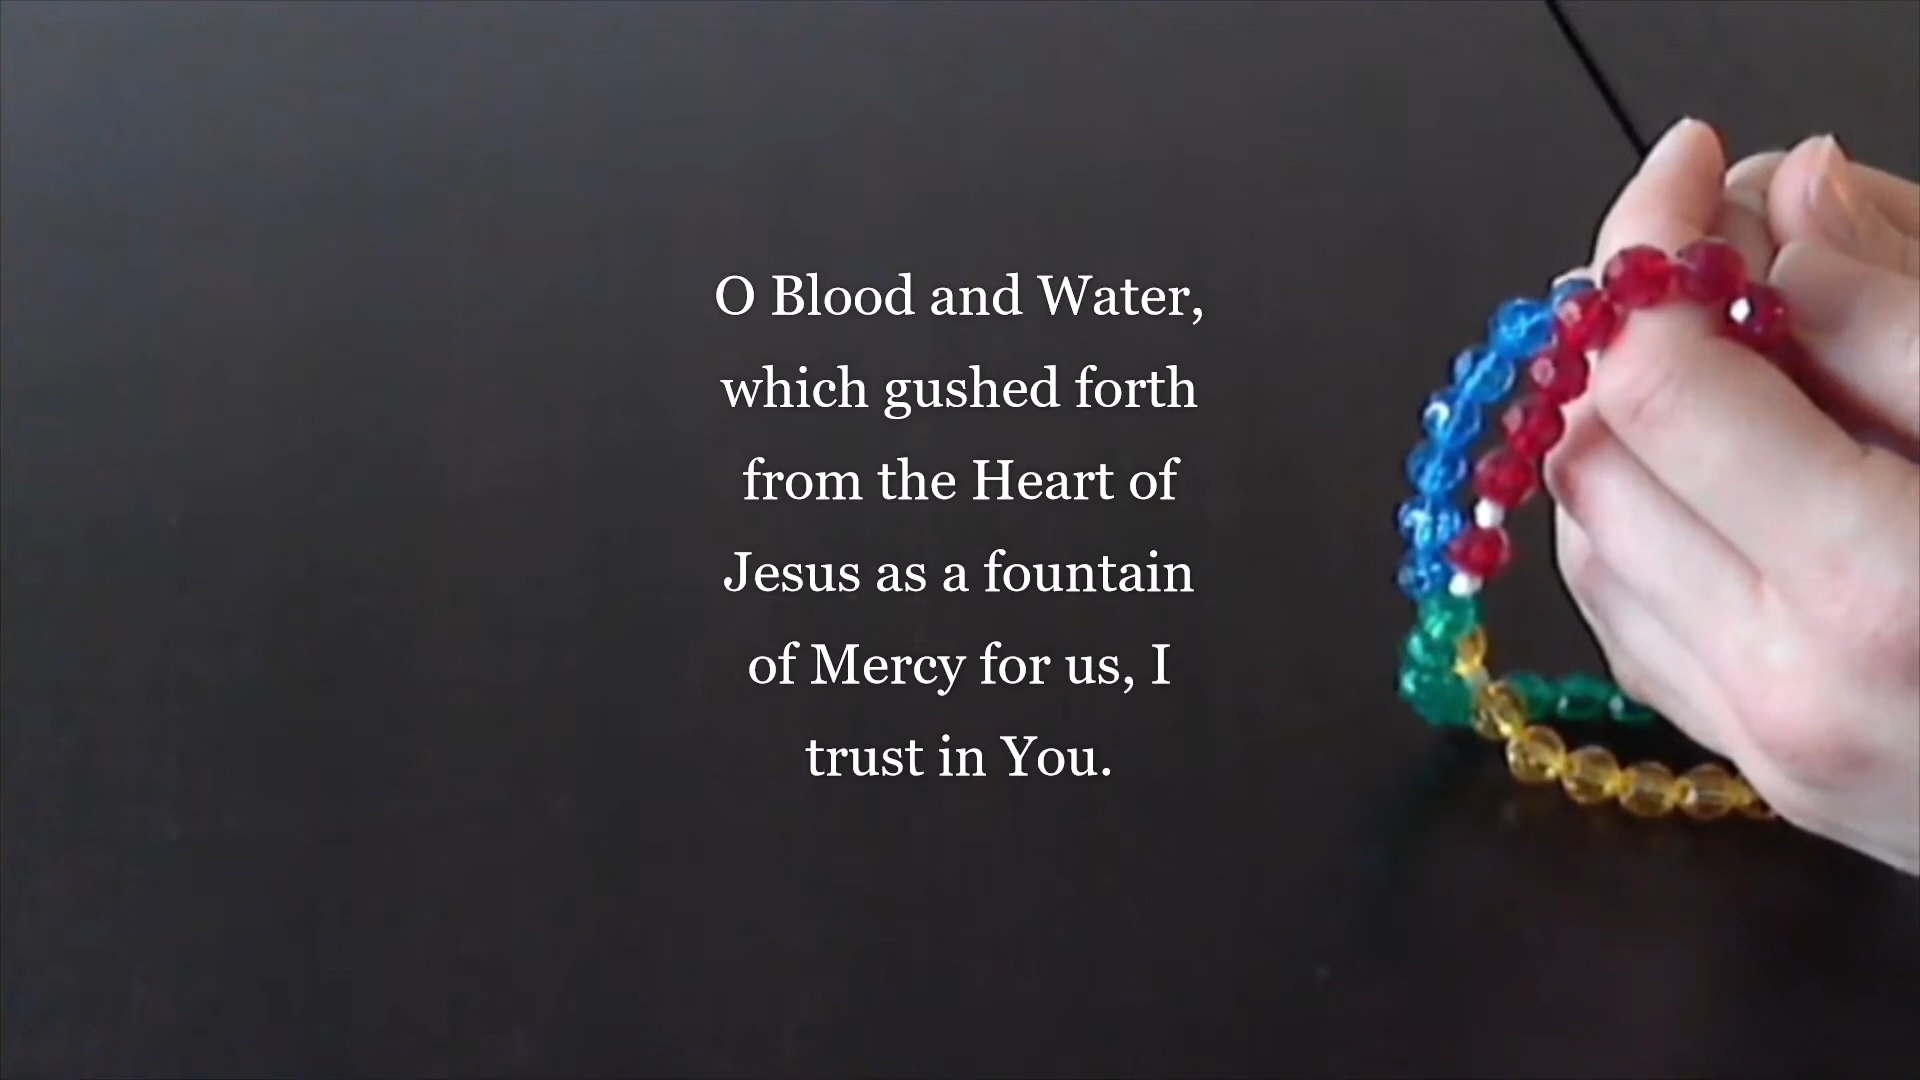 O Blood and Water,
which gushed forth
from the Heart of
Jesus as a fountain
of Mercy for us, I
trust in You.